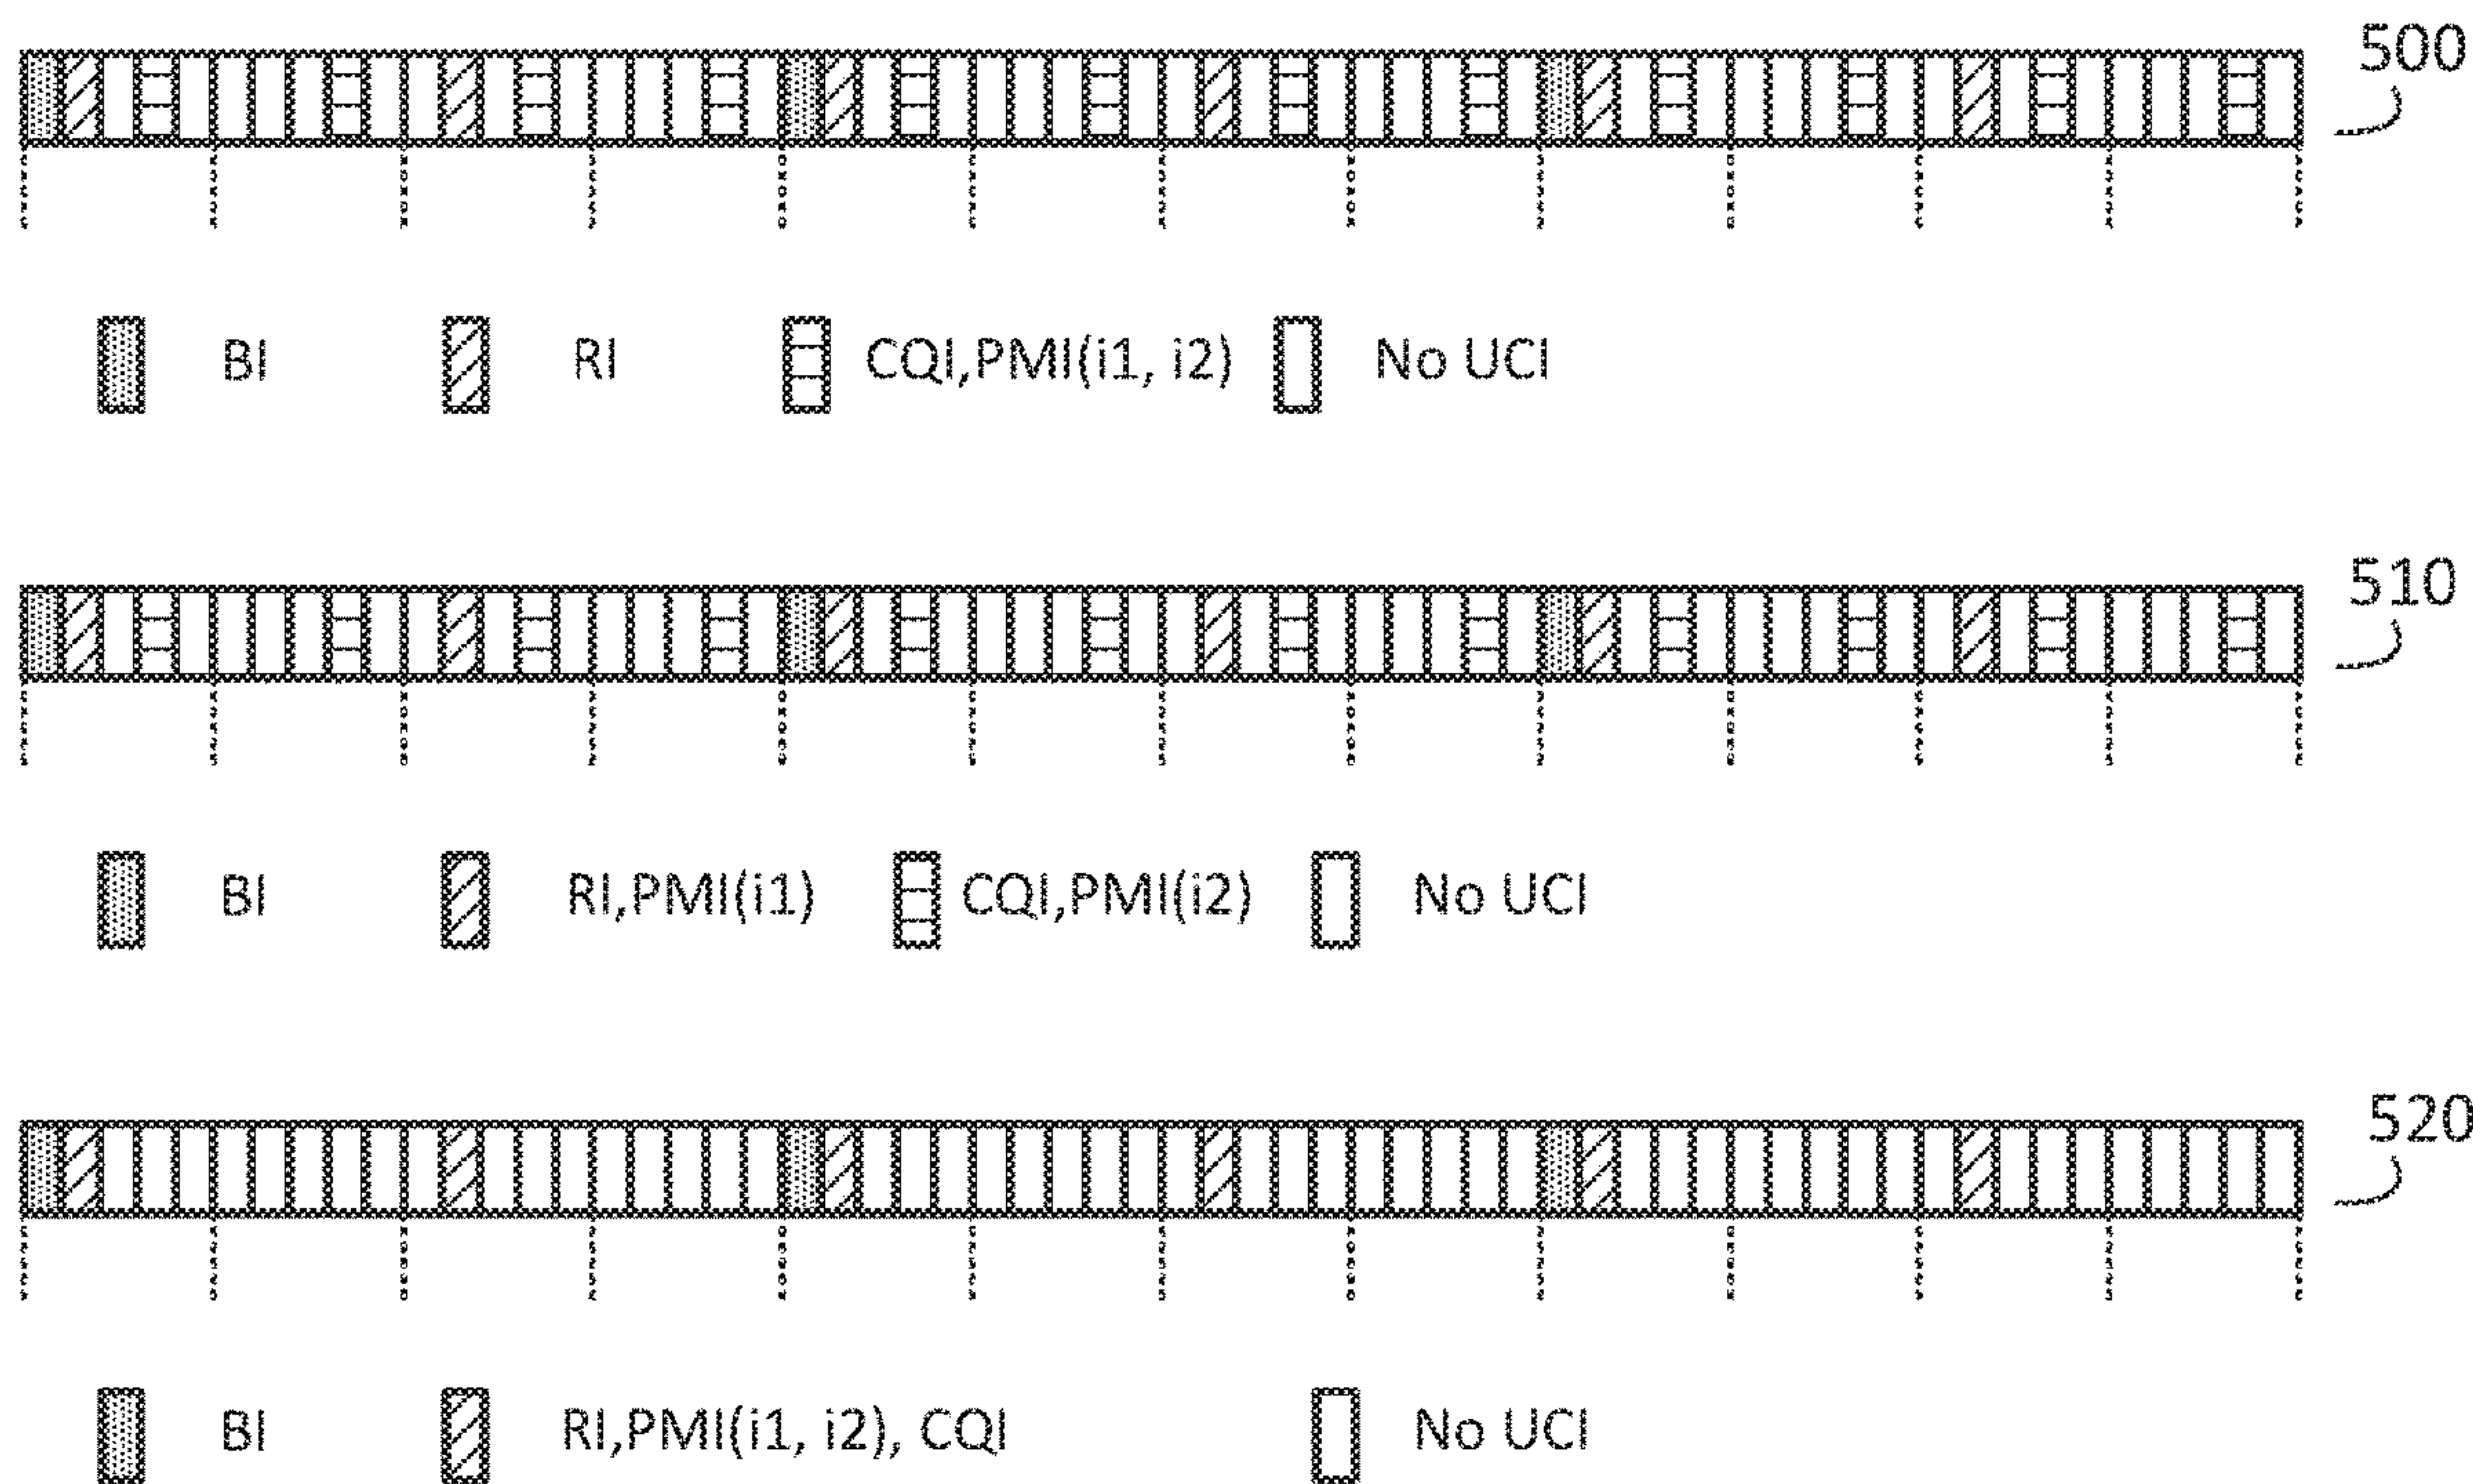 500
BI RI CQI,PMI(i1, i2) No UCI
510
BI RI,PMI(i1) CQI,PMI(i2) No UCI
520
BI RI,PMI(i1, i2), CQI No UCI